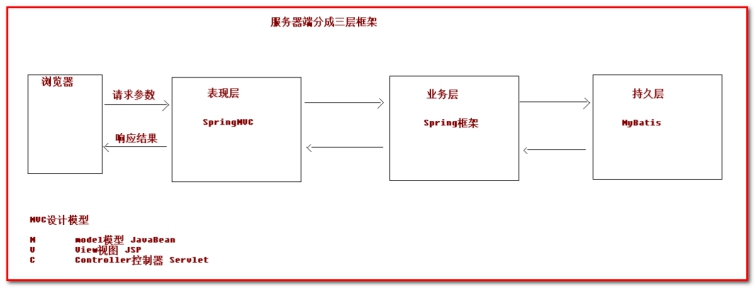 服务器端分成三层框架
浏览器
请求参数
响应结果
表现层
SpringMVC
业务层
Spring框架
持久层
MyBatis
MVC设计模型
M model模型 JavaBean
V View视图 JSP
C Controller控制器 Servlet